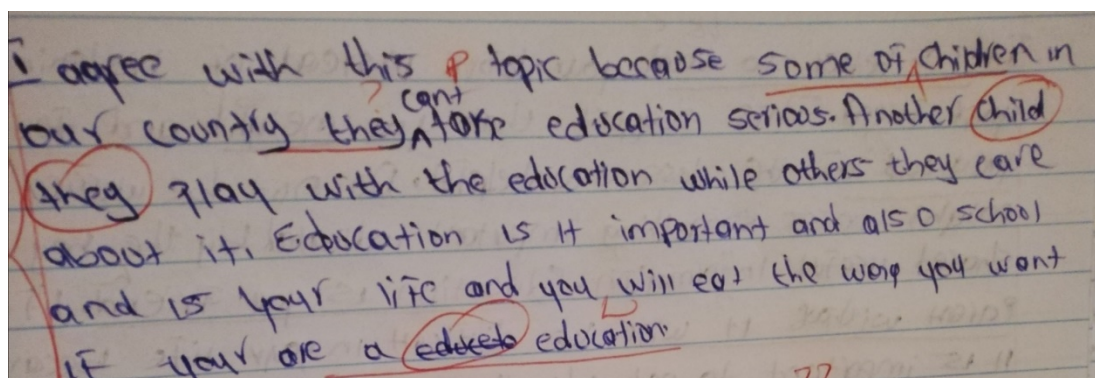 I agree with this topic because some of children in
our country they can't take education serious. Another child
they play with the education while others they care
about it. Education is it important and also school
and is your life and you will eat the way you want
if your are a education.
??